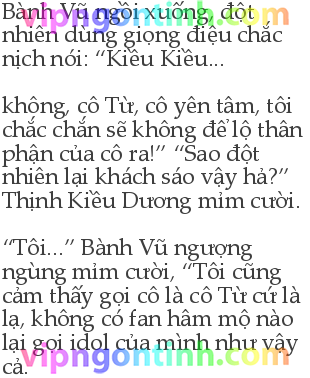 Bành Vũ ngồi xuống, đột
nhiên dùng giọng điệu chắc
nịch nói: “Kiều Kiều...
không, cô Từ, cô yên tâm, tôi
chắc chắn sẽ không để lộ thân
phận của cô ra!” “Sao đột
nhiên lại khách sáo vậy hả?”
Thịnh Kiều Dương mỉm cười.
“Tôi...” Bành Vũ ngượng
ngùng mỉm cười, “Tôi cũng
cảm thấy gọi cô là cô Từ cứ là
lạ, không có fan hâm mộ nào
lại gọi idol của mình như vậy
cả.
vipngontinh.com
vipngontinh.com
vipngontinh.com